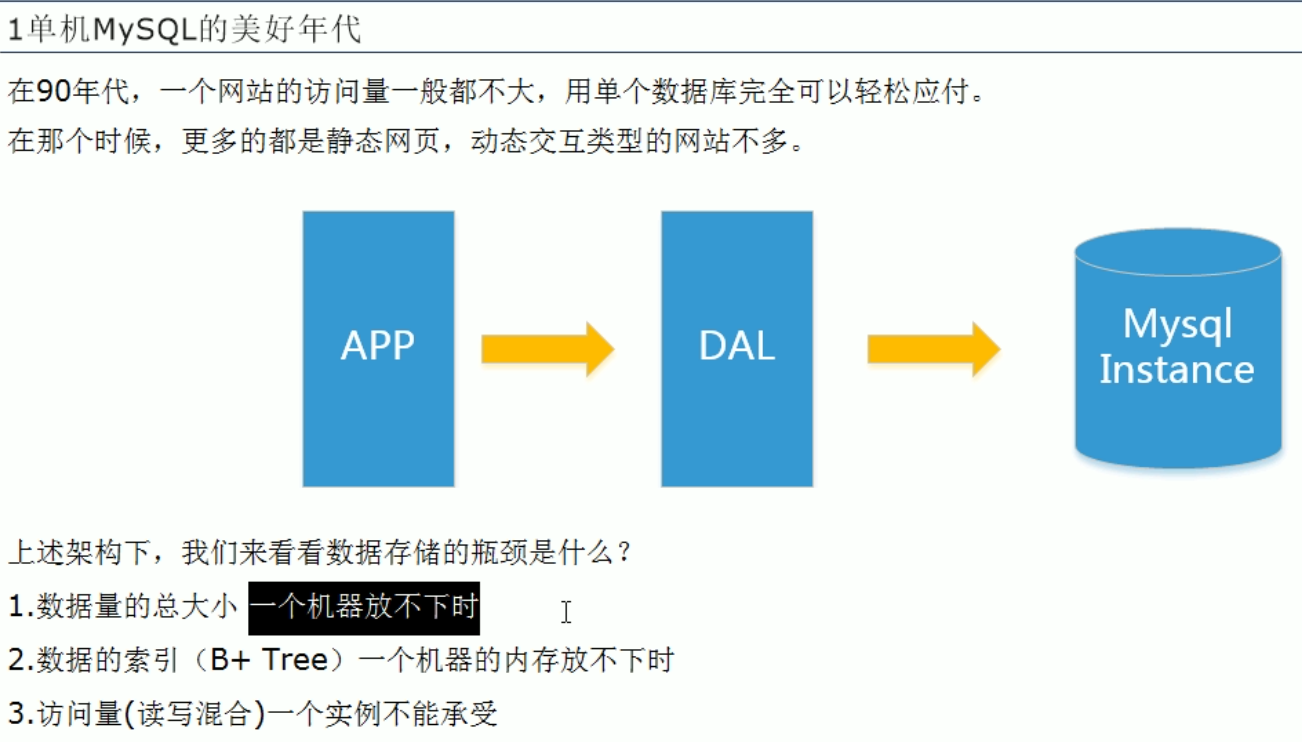 1单机MySQL的美好年代
在90年代，一个网站的访问量一般都不大，用单个数据库完全可以轻松应付。
在那个时候，更多的都是静态网页，动态交互类型的网站不多。
APP
DAL
Mysql
Instance
上述架构下，我们来看看数据存储的瓶颈是什么？
1.数据量的总大小 一个机器放不下时
2.数据的索引（B+ Tree）一个机器的内存放不下时
3.访问量(读写混合)一个实例不能承受